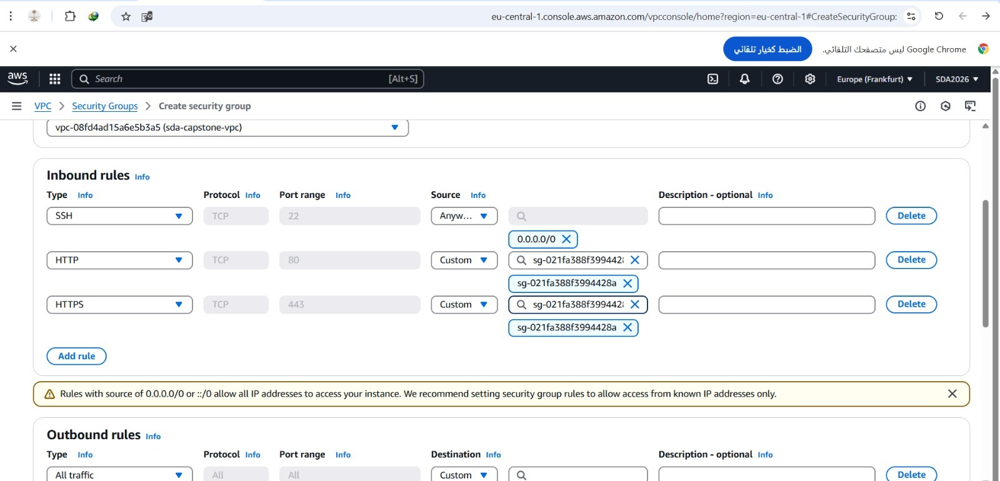 eu-central-1.console.aws.amazon.com/vpcconsole/home?region=eu-central-1#CreateSecurityGroup:
الضبط كخيار تلقائي
Google Chrome ليس متصفحك التلقائي.
aws
Search [Alt+S]
Europe (Frankfurt)
SDA2026
VPC > Security Groups > Create security group
vpc-08fd4ad15a6e5b3a5 (sda-capstone-vpc)
Inbound rules Info
Type Info Protocol Info Port range Info Source Info Description - optional Info
SSH TCP 22 Anyw... Delete
0.0.0.0/0
HTTP TCP 80 Custom sg-021fa388f3994428 Delete
sg-021fa388f3994428a
HTTPS TCP 443 Custom sg-021fa388f3994428 Delete
sg-021fa388f3994428a
Add rule
Rules with source of 0.0.0.0/0 or ::/0 allow all IP addresses to access your instance. We recommend setting security group rules to allow access from known IP addresses only.
Outbound rules Info
Type Info Protocol Info Port range Info Destination Info Description - optional Info
All traffic All All Custom Delete